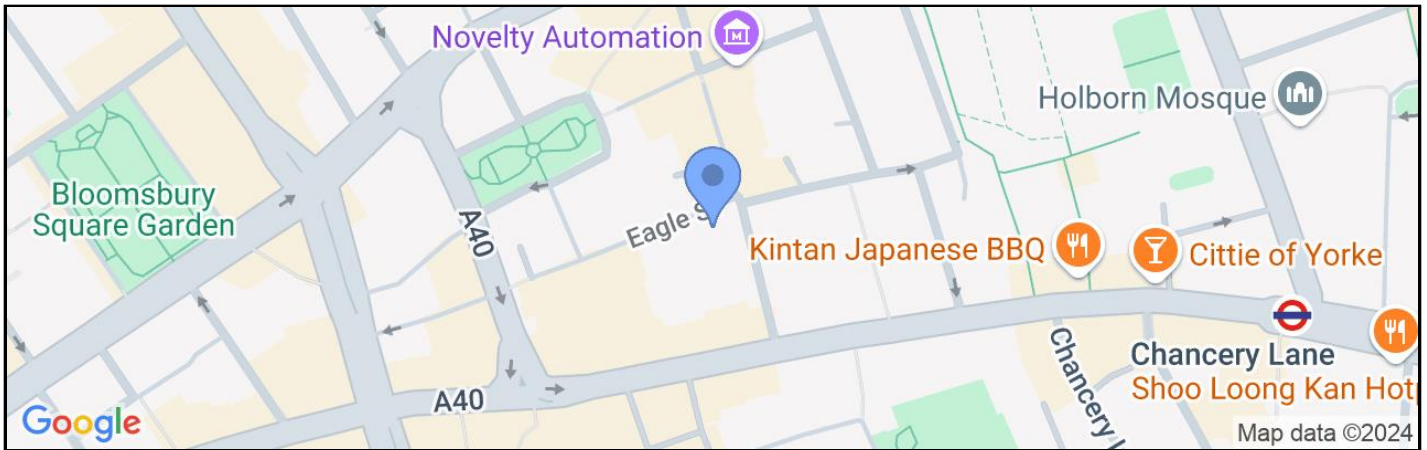 Novelty Automation
Holborn Mosque
Bloomsbury
Square Garden
A40
Eagle S
Kintan Japanese BBQ
Cittie of Yorke
Chancery Lane
Chancery Lane
Shoo Loong Kan Hot
A40
Google
Map data ©2024